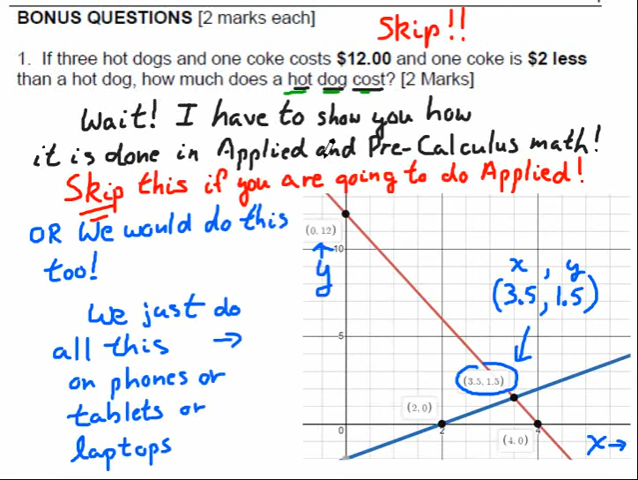 BONUS QUESTIONS [2 marks each]
Skip!!
1. If three hot dogs and one coke costs $12.00 and one coke is $2 less
than a hot dog, how much does a hot dog cost? [2 Marks]
Wait! I have to show you how
it is done in Applied and Pre-Calculus math!
Skip this if you are going to do Applied!
OR We would do this
too!
We just do
all this →
on phones or
tablets or
laptops
(0, 12)
10
y
x, y
(3.5, 1.5)
5
(3.5, 1.5)
(2, 0)
0
2
4
(4, 0)
x→